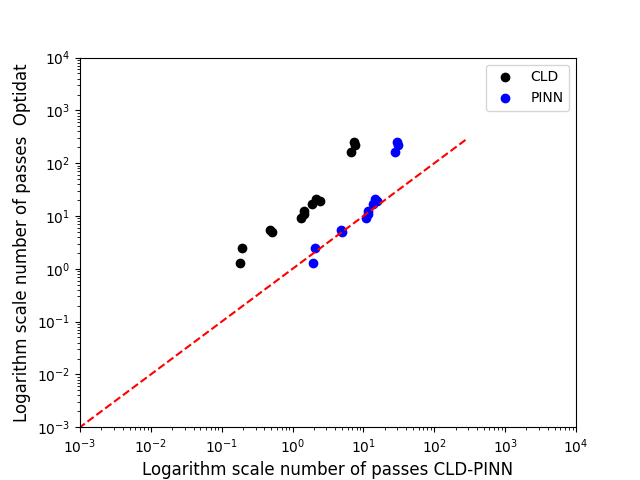 CLD
PINN
Logarithm scale number of passes  Optidat
10⁴
10³
10²
10¹
10⁰
10⁻¹
10⁻²
10⁻³
10⁻³ 10⁻² 10⁻¹ 10⁰ 10¹ 10² 10³ 10⁴
Logarithm scale number of passes CLD-PINN